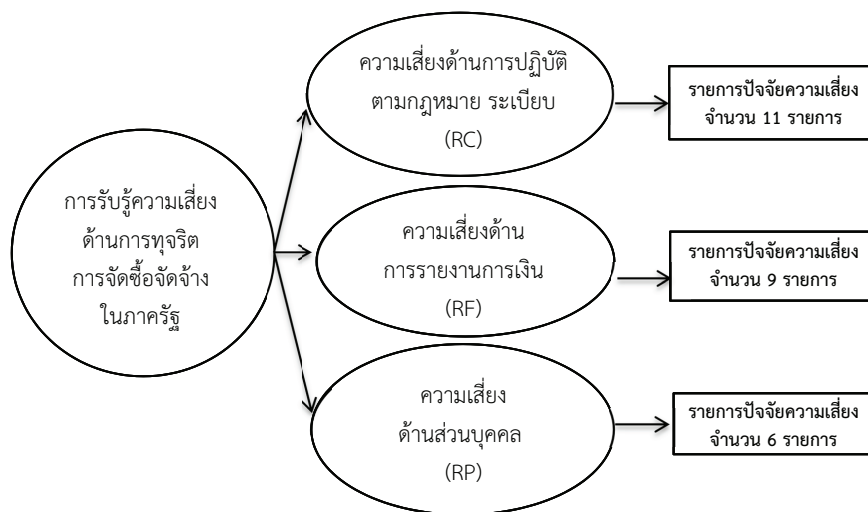 การรับรู้ความเสี่ยง
ด้านการทุจริต
การจัดซื้อจัดจ้าง
ในภาครัฐ
ความเสี่ยงด้านการปฏิบัติ
ตามกฎหมาย ระเบียบ
(RC)
รายการปัจจัยความเสี่ยง
จำนวน 11 รายการ
ความเสี่ยงด้าน
การรายงานการเงิน
(RF)
รายการปัจจัยความเสี่ยง
จำนวน 9 รายการ
ความเสี่ยง
ด้านส่วนบุคคล
(RP)
รายการปัจจัยความเสี่ยง
จำนวน 6 รายการ